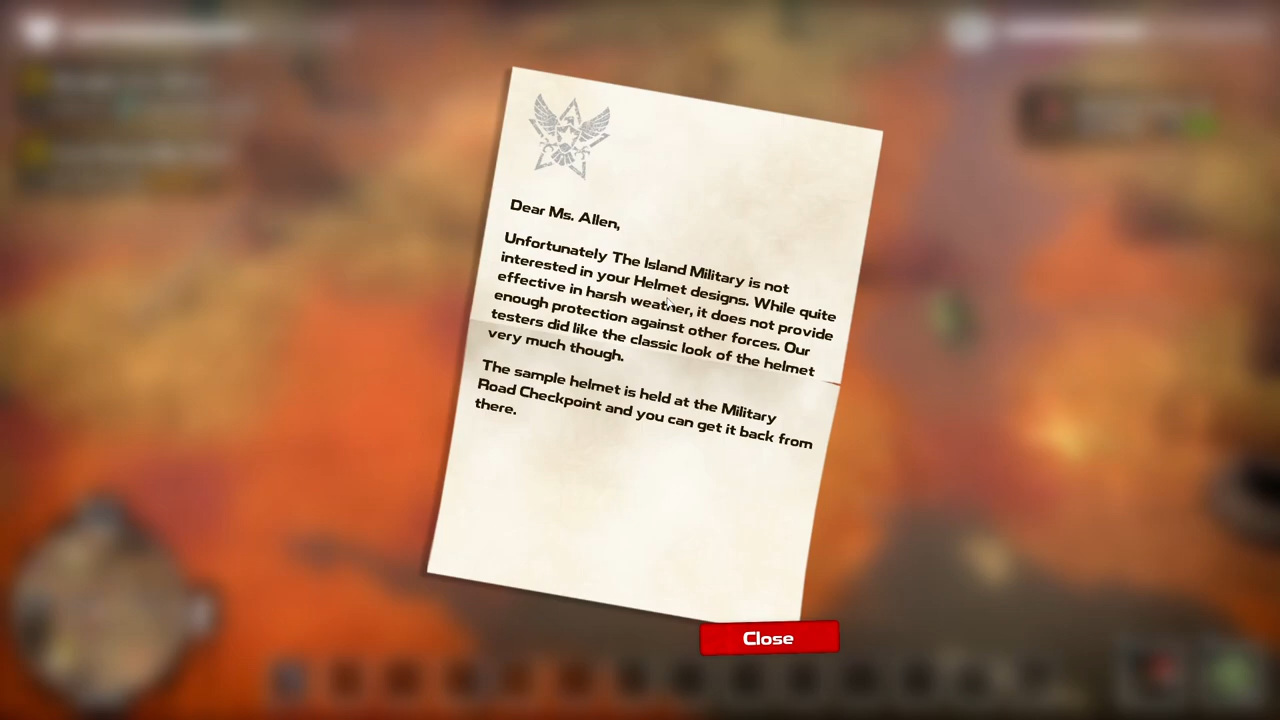 Dear Ms. Allen,
Unfortunately The Island Military is not
interested in your Helmet designs. While quite
effective in harsh weather, it does not provide
enough protection against other forces. Our
testers did like the classic look of the helmet
very much though.
The sample helmet is held at the Military
Road Checkpoint and you can get it back from
there.
Close